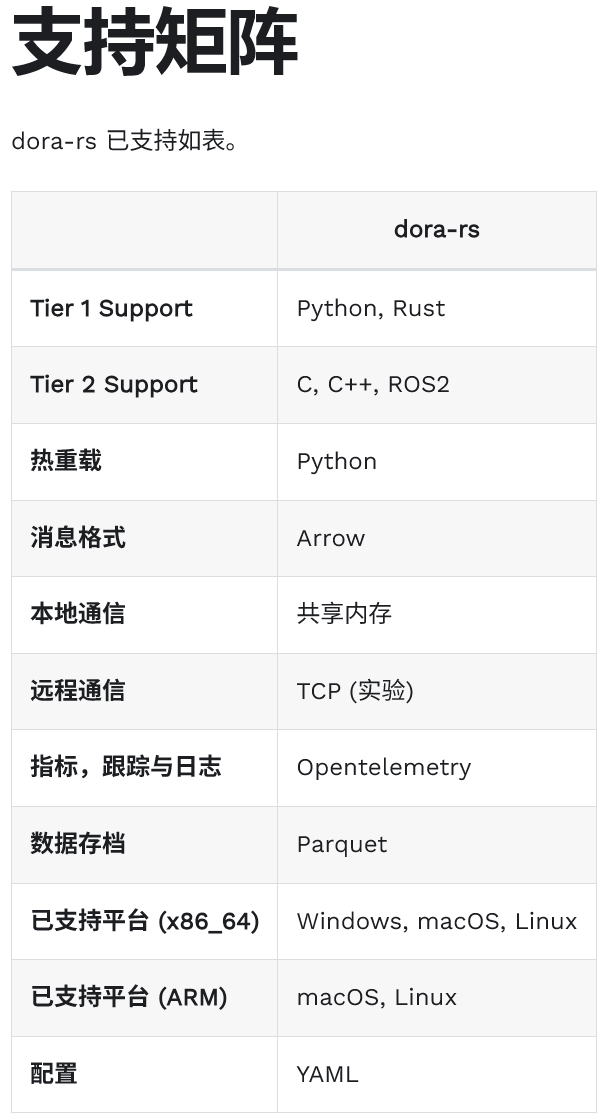 支持矩阵
dora-rs 已支持如表。
dora-rs
Tier 1 Support Python, Rust
Tier 2 Support C, C++, ROS2
热重载 Python
消息格式 Arrow
本地通信 共享内存
远程通信 TCP (实验)
指标，跟踪与日志 Opentelemetry
数据存档 Parquet
已支持平台 (x86_64) Windows, macOS, Linux
已支持平台 (ARM) macOS, Linux
配置 YAML